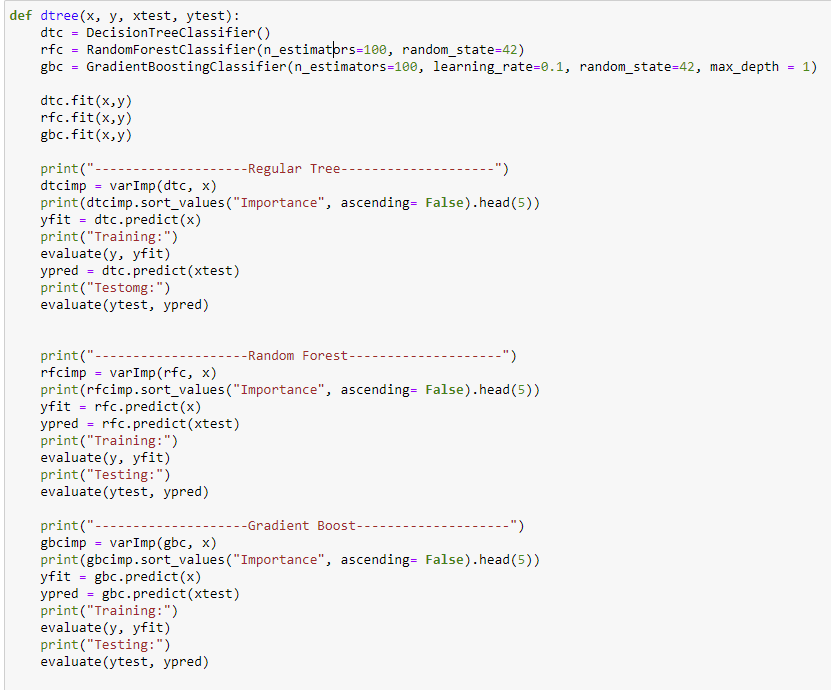 def dtree(x, y, xtest, ytest):
    dtc = DecisionTreeClassifier()
    rfc = RandomForestClassifier(n_estimators=100, random_state=42)
    gbc = GradientBoostingClassifier(n_estimators=100, learning_rate=0.1, random_state=42, max_depth = 1)

    dtc.fit(x,y)
    rfc.fit(x,y)
    gbc.fit(x,y)

    print("--------------------Regular Tree--------------------")
    dtcimp = varImp(dtc, x)
    print(dtcimp.sort_values("Importance", ascending= False).head(5))
    yfit = dtc.predict(x)
    print("Training:")
    evaluate(y, yfit)
    ypred = dtc.predict(xtest)
    print("Testomg:")
    evaluate(ytest, ypred)


    print("--------------------Random Forest--------------------")
    rfcimp = varImp(rfc, x)
    print(rfcimp.sort_values("Importance", ascending= False).head(5))
    yfit = rfc.predict(x)
    ypred = rfc.predict(xtest)
    print("Training:")
    evaluate(y, yfit)
    print("Testing:")
    evaluate(ytest, ypred)

    print("--------------------Gradient Boost--------------------")
    gbcimp = varImp(gbc, x)
    print(gbcimp.sort_values("Importance", ascending= False).head(5))
    yfit = gbc.predict(x)
    ypred = gbc.predict(xtest)
    print("Training:")
    evaluate(y, yfit)
    print("Testing:")
    evaluate(ytest, ypred)